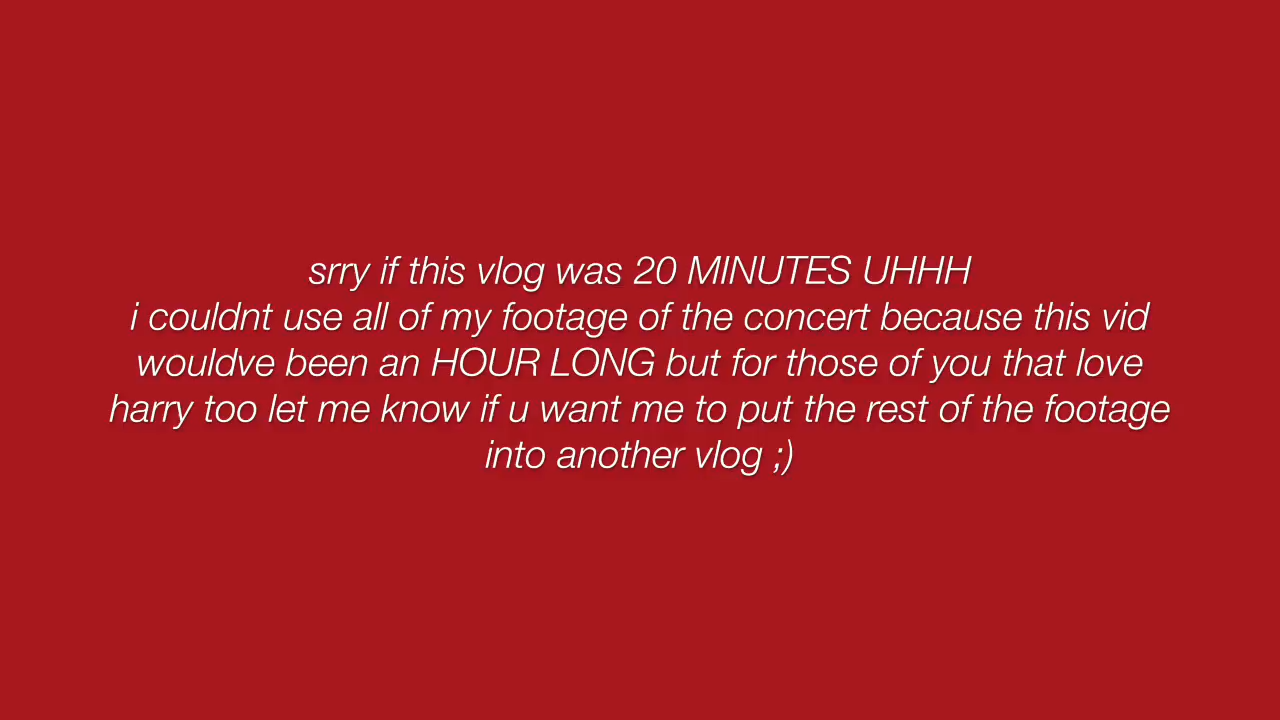 srry if this vlog was 20 MINUTES UHHH
i couldnt use all of my footage of the concert because this vid
wouldve been an HOUR LONG but for those of you that love
harry too let me know if u want me to put the rest of the footage
into another vlog ;)